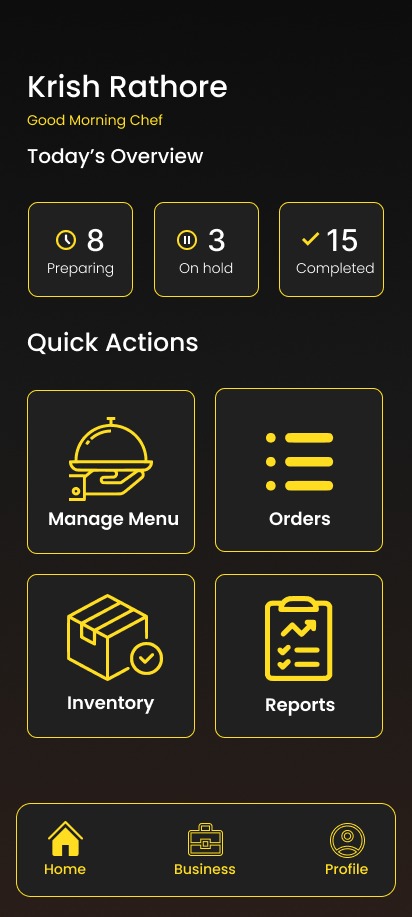 Krish Rathore
Good Morning Chef
Today’s Overview
8 3 15
Preparing On hold Completed
Quick Actions
Manage Menu Orders
Inventory Reports
Home Business Profile